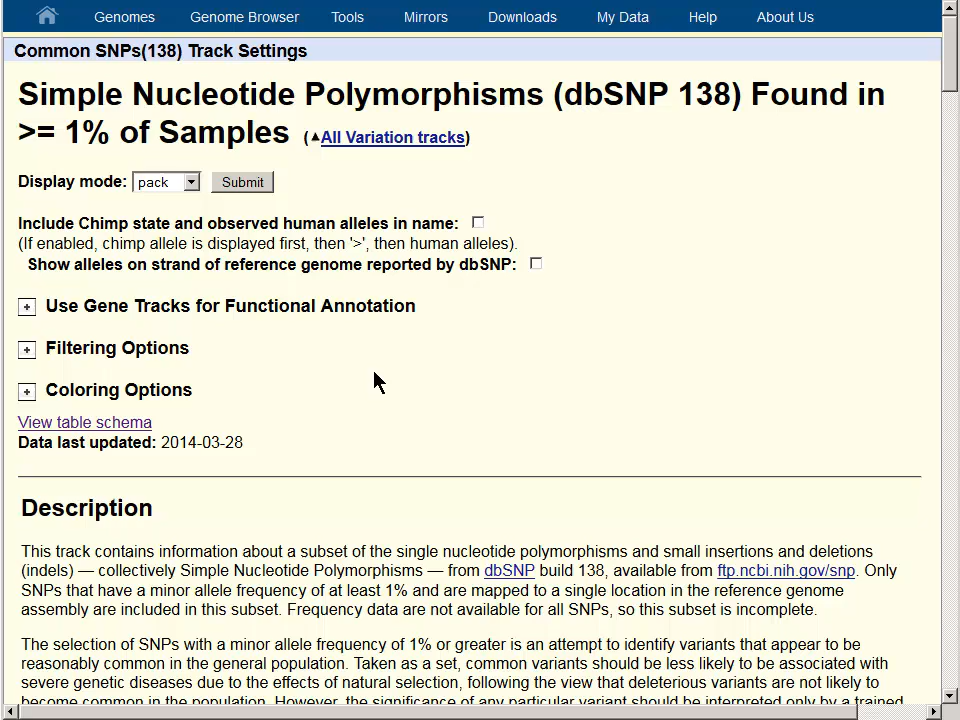 Genomes Genome Browser Tools Mirrors Downloads My Data Help About Us
Common SNPs(138) Track Settings
Simple Nucleotide Polymorphisms (dbSNP 138) Found in
>= 1% of Samples (▲All Variation tracks)
Display mode: pack Submit
Include Chimp state and observed human alleles in name:
(If enabled, chimp allele is displayed first, then '>', then human alleles).
Show alleles on strand of reference genome reported by dbSNP:
+ Use Gene Tracks for Functional Annotation
+ Filtering Options
+ Coloring Options
View table schema
Data last updated: 2014-03-28
Description
This track contains information about a subset of the single nucleotide polymorphisms and small insertions and deletions
(indels) — collectively Simple Nucleotide Polymorphisms — from dbSNP build 138, available from ftp.ncbi.nih.gov/snp. Only
SNPs that have a minor allele frequency of at least 1% and are mapped to a single location in the reference genome
assembly are included in this subset. Frequency data are not available for all SNPs, so this subset is incomplete.
The selection of SNPs with a minor allele frequency of 1% or greater is an attempt to identify variants that appear to be
reasonably common in the general population. Taken as a set, common variants should be less likely to be associated with
severe genetic diseases due to the effects of natural selection, following the view that deleterious variants are not likely to
become common in the population. However, the significance of any particular variant should be interpreted only by a trained